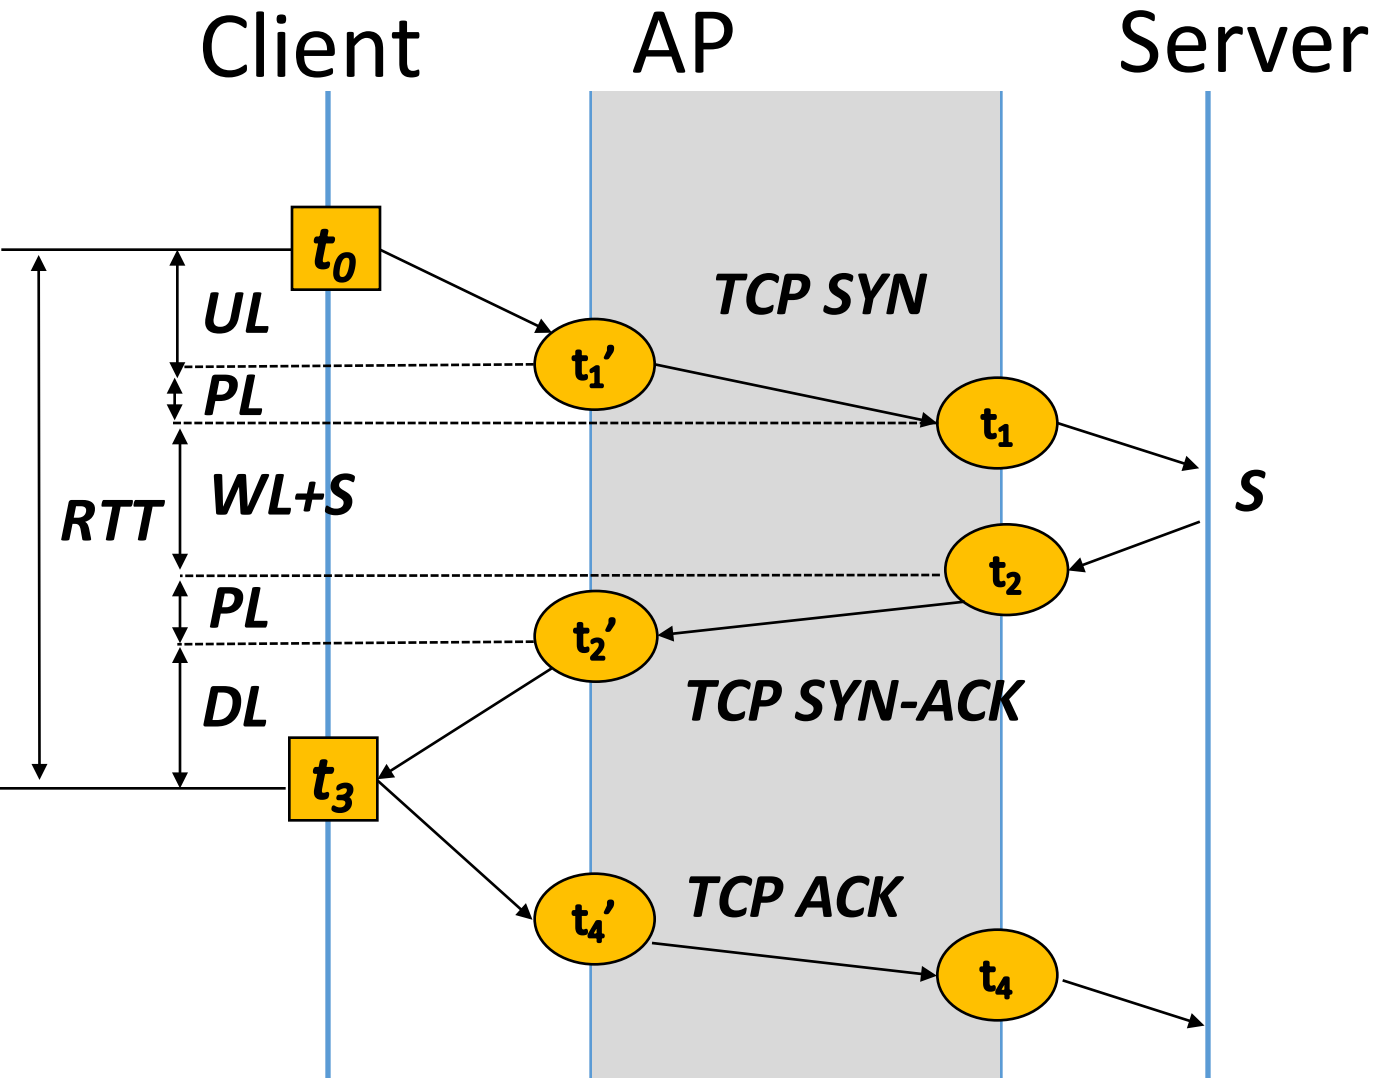 Client
AP
Server
t0
UL
TCP SYN
t1’
PL
t1
WL+S
S
RTT
t2
PL
t2’
DL
TCP SYN-ACK
t3
TCP ACK
t4’
t4